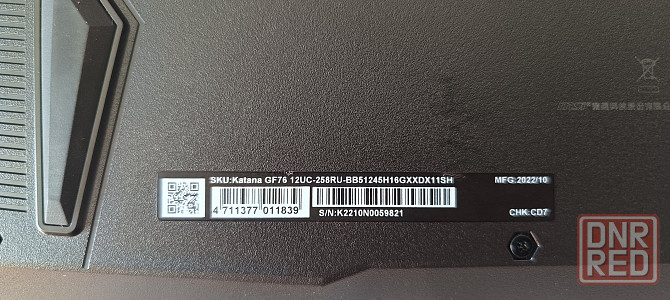 SKU:Katana GF76 12UC-258RU-BB51245H16GXXDX11SH
MFG:2022/10
4 711377 011839
S/N:K2210N0059821
CHK:CD7
DNR
RED